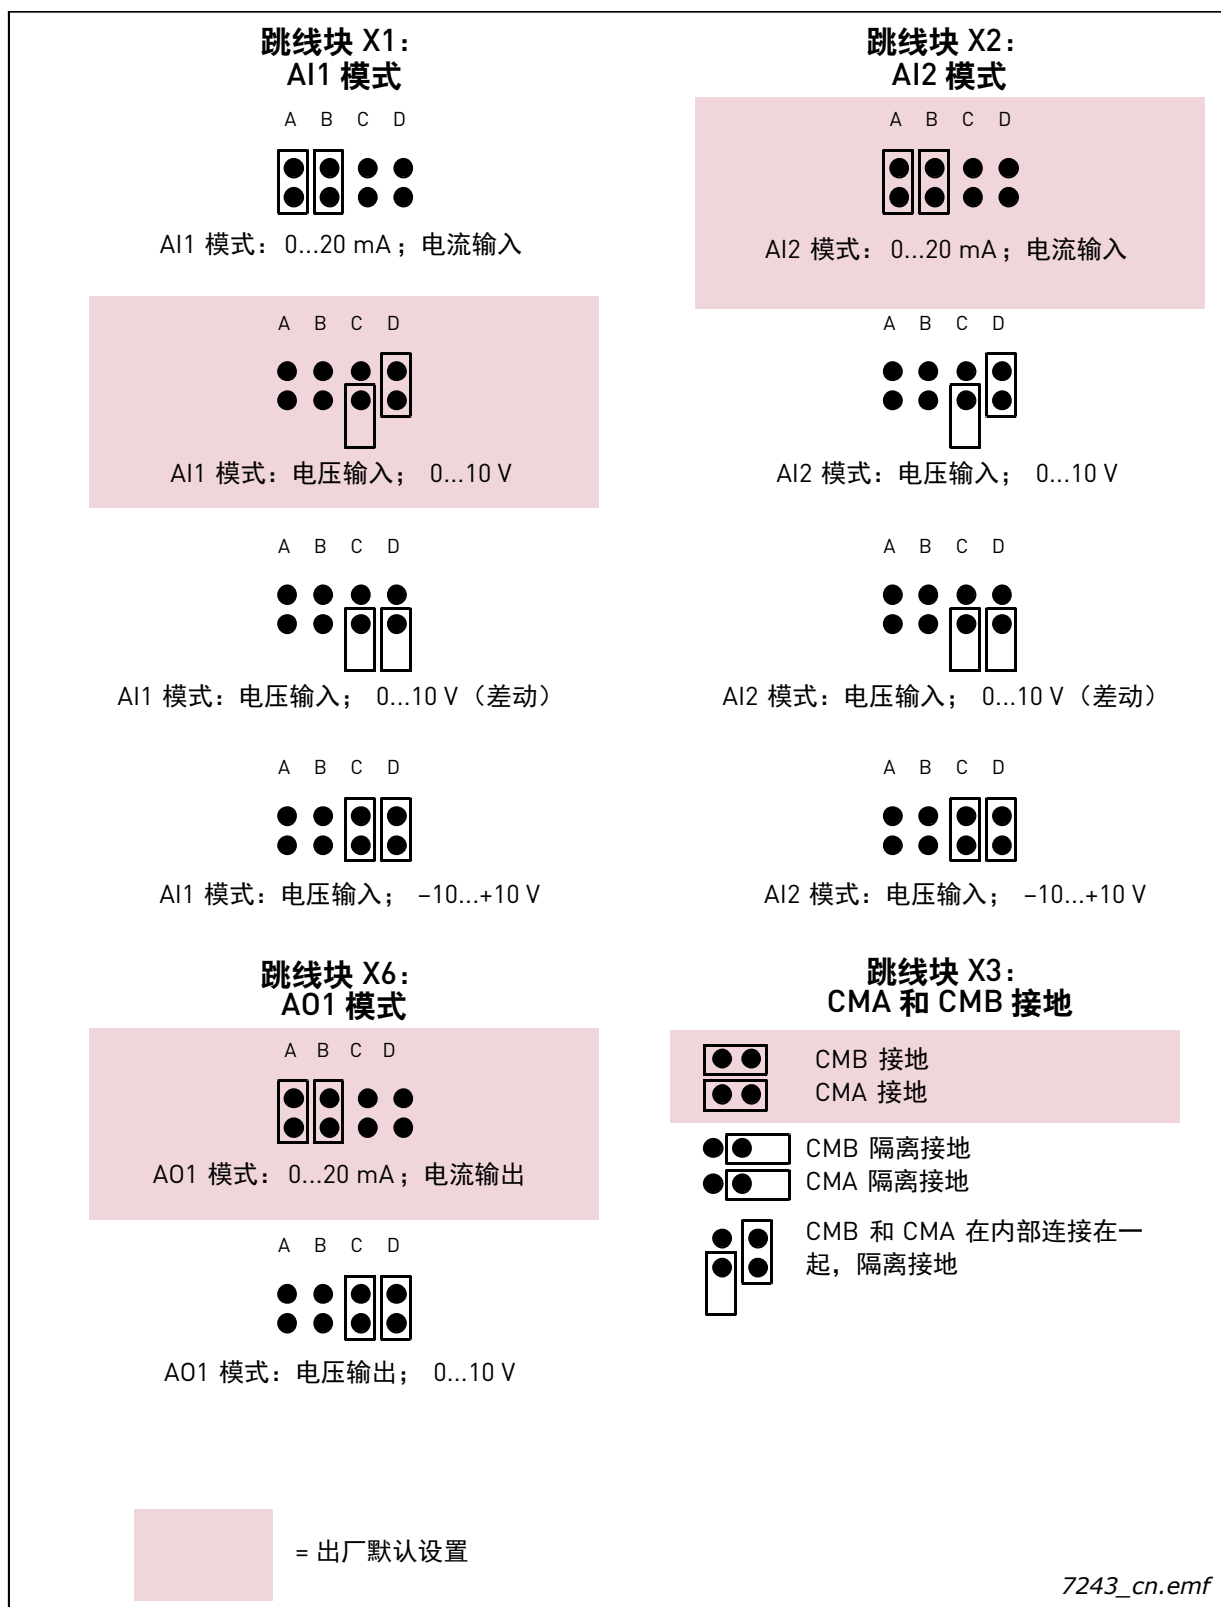 跳线块 X1:
AI1 模式
A B C D
AI1 模式: 0...20 mA; 电流输入
A B C D
AI1 模式: 电压输入; 0...10 V
A B C D
AI1 模式: 电压输入; 0...10 V（差动）
A B C D
AI1 模式: 电压输入; –10...+10 V
跳线块 X2:
AI2 模式
A B C D
AI2 模式: 0...20 mA; 电流输入
A B C D
AI2 模式: 电压输入; 0...10 V
A B C D
AI2 模式: 电压输入; 0...10 V（差动）
A B C D
AI2 模式: 电压输入; –10...+10 V
跳线块 X6:
AO1 模式
A B C D
AO1 模式: 0...20 mA; 电流输出
A B C D
AO1 模式: 电压输出; 0...10 V
跳线块 X3:
CMA 和 CMB 接地
CMB 接地
CMA 接地
CMB 隔离接地
CMA 隔离接地
CMB 和 CMA 在内部连接在一
起，隔离接地
= 出厂默认设置
7243_cn.emf